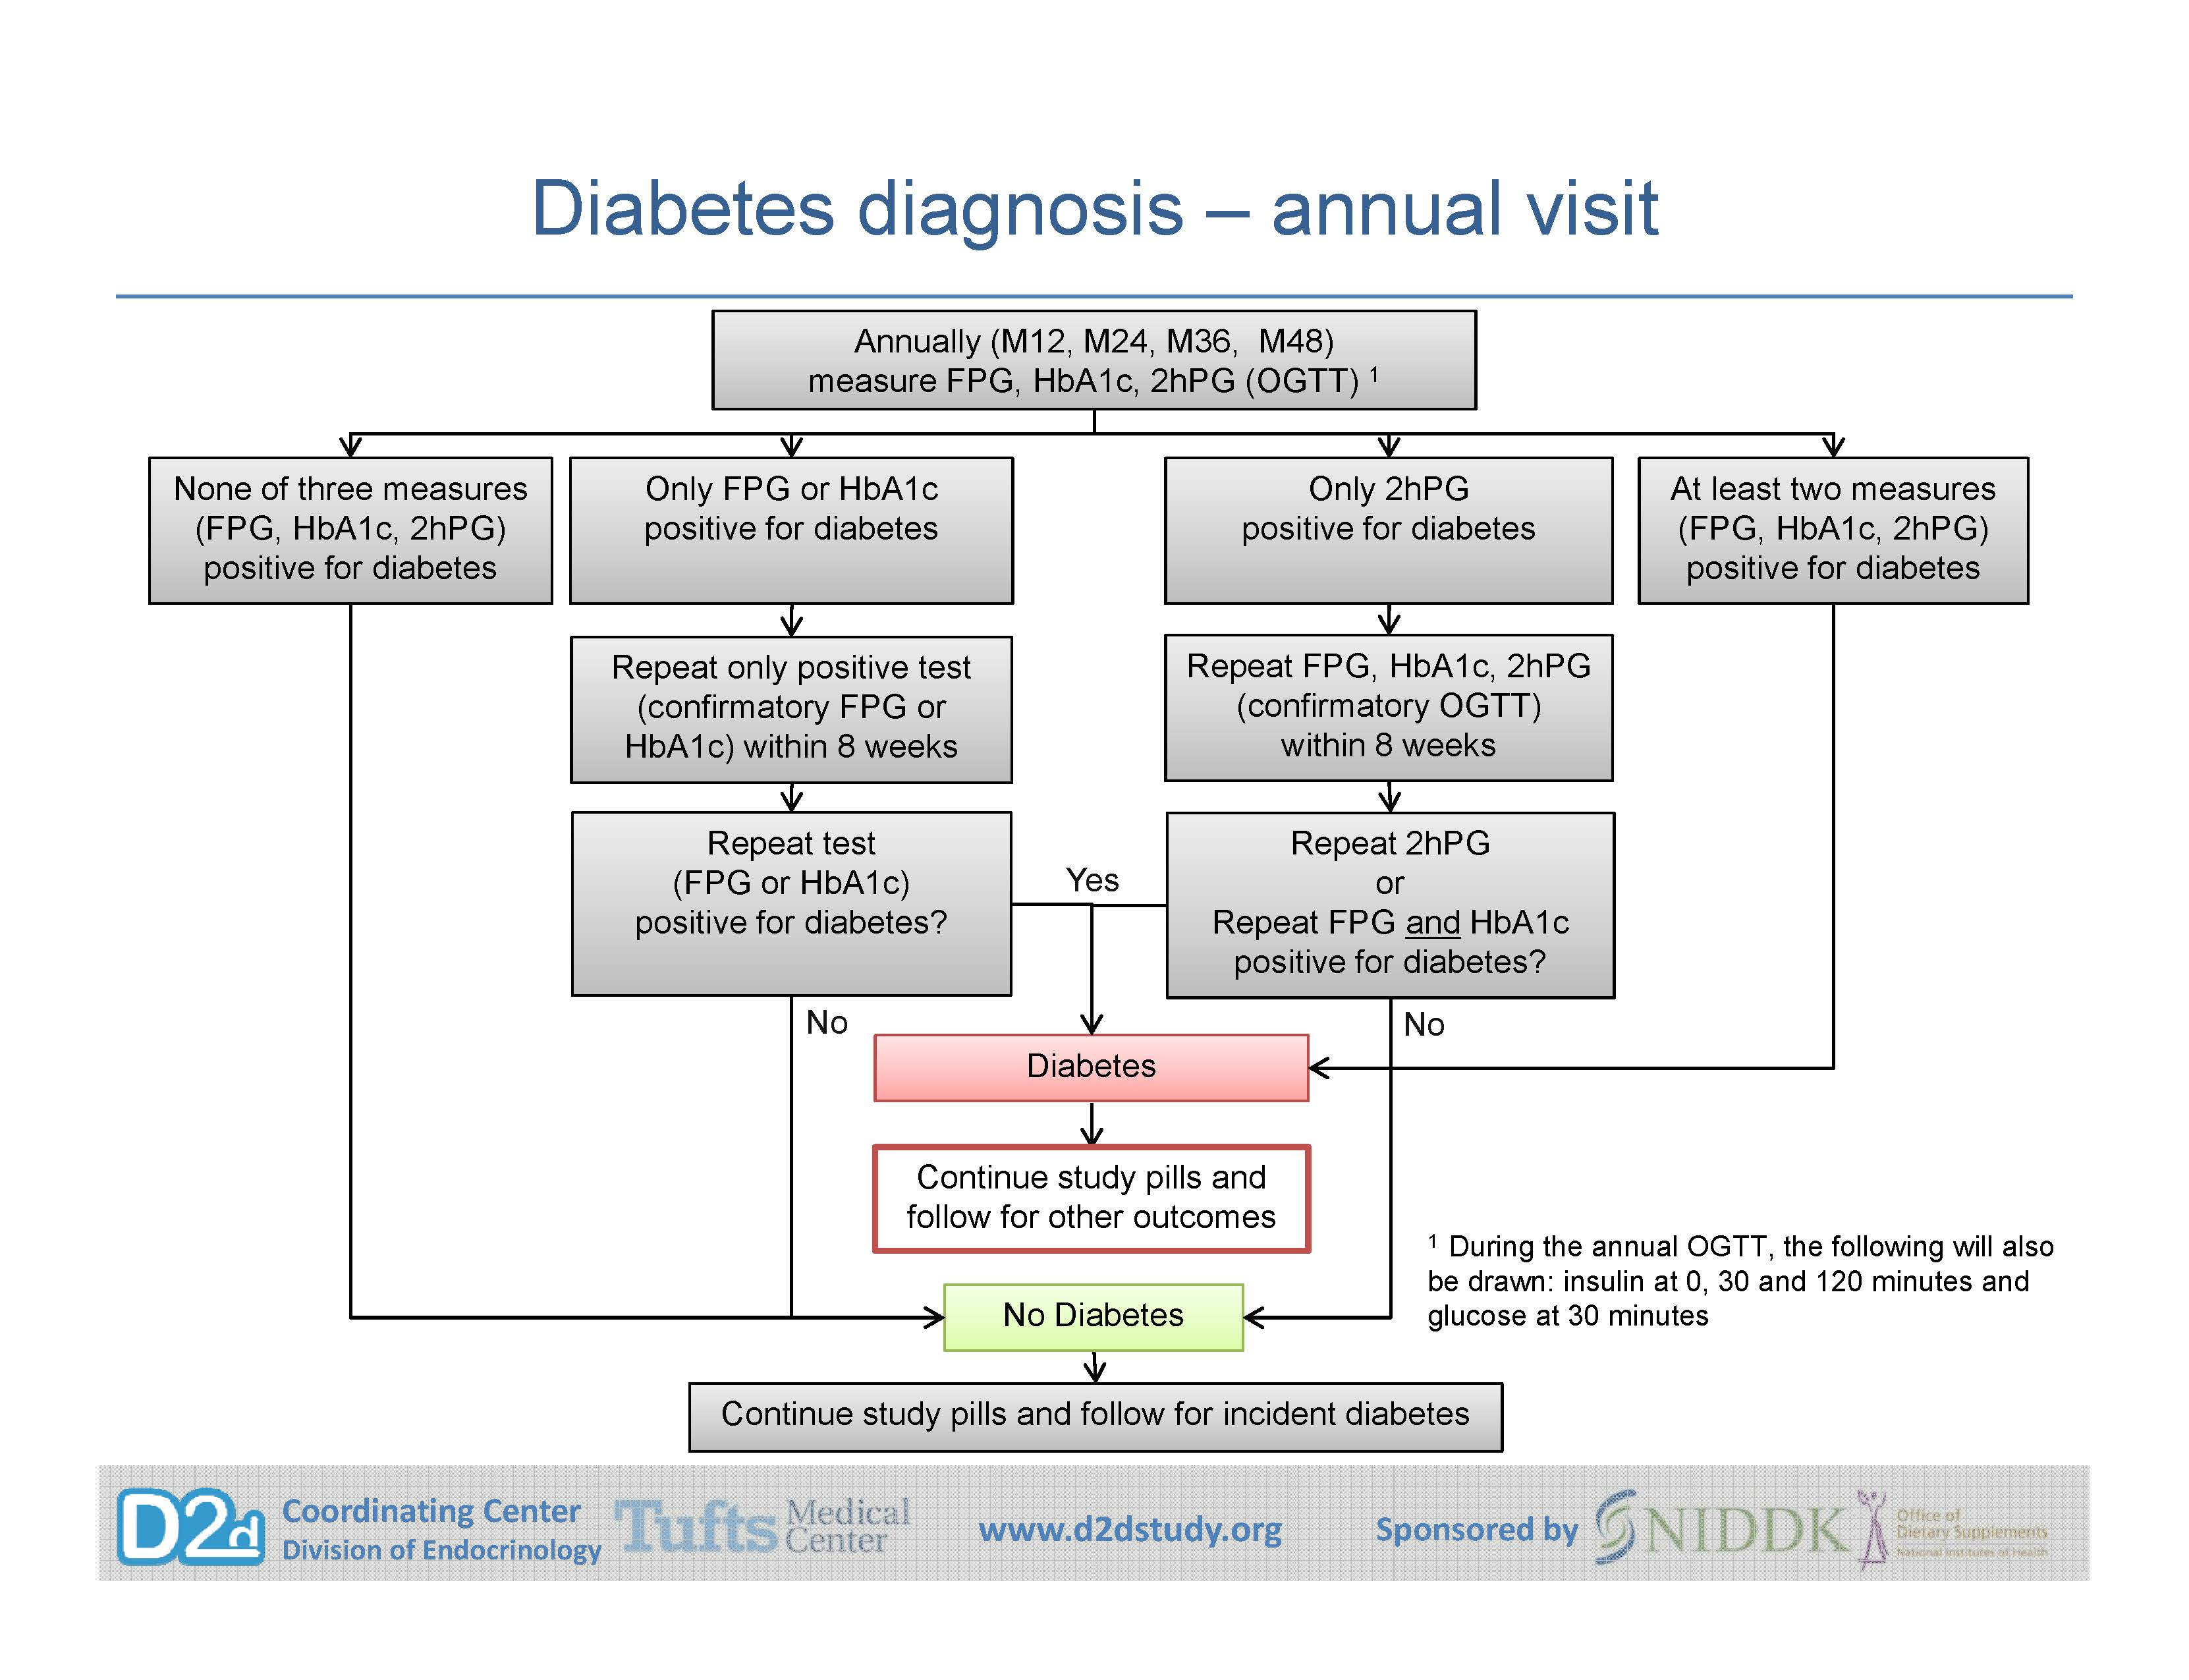 Diabetes diagnosis – annual visit
Annually (M12, M24, M36, M48)
measure FPG, HbA1c, 2hPG (OGTT) 1
None of three measures
(FPG, HbA1c, 2hPG)
positive for diabetes
Only FPG or HbA1c
positive for diabetes
Only 2hPG
positive for diabetes
At least two measures
(FPG, HbA1c, 2hPG)
positive for diabetes
Repeat only positive test
(confirmatory FPG or
HbA1c) within 8 weeks
Repeat FPG, HbA1c, 2hPG
(confirmatory OGTT)
within 8 weeks
Repeat test
(FPG or HbA1c)
positive for diabetes?
Yes
Repeat 2hPG
or
Repeat FPG and HbA1c
positive for diabetes?
No
No
Diabetes
Continue study pills and
follow for other outcomes
1 During the annual OGTT, the following will also
be drawn: insulin at 0, 30 and 120 minutes and
glucose at 30 minutes
No Diabetes
Continue study pills and follow for incident diabetes
D2d
Coordinating Center
Division of Endocrinology
Tufts Medical
Center
www.d2dstudy.org
Sponsored by
NIDDK
Office of
Dietary Supplements
National Institutes of Health